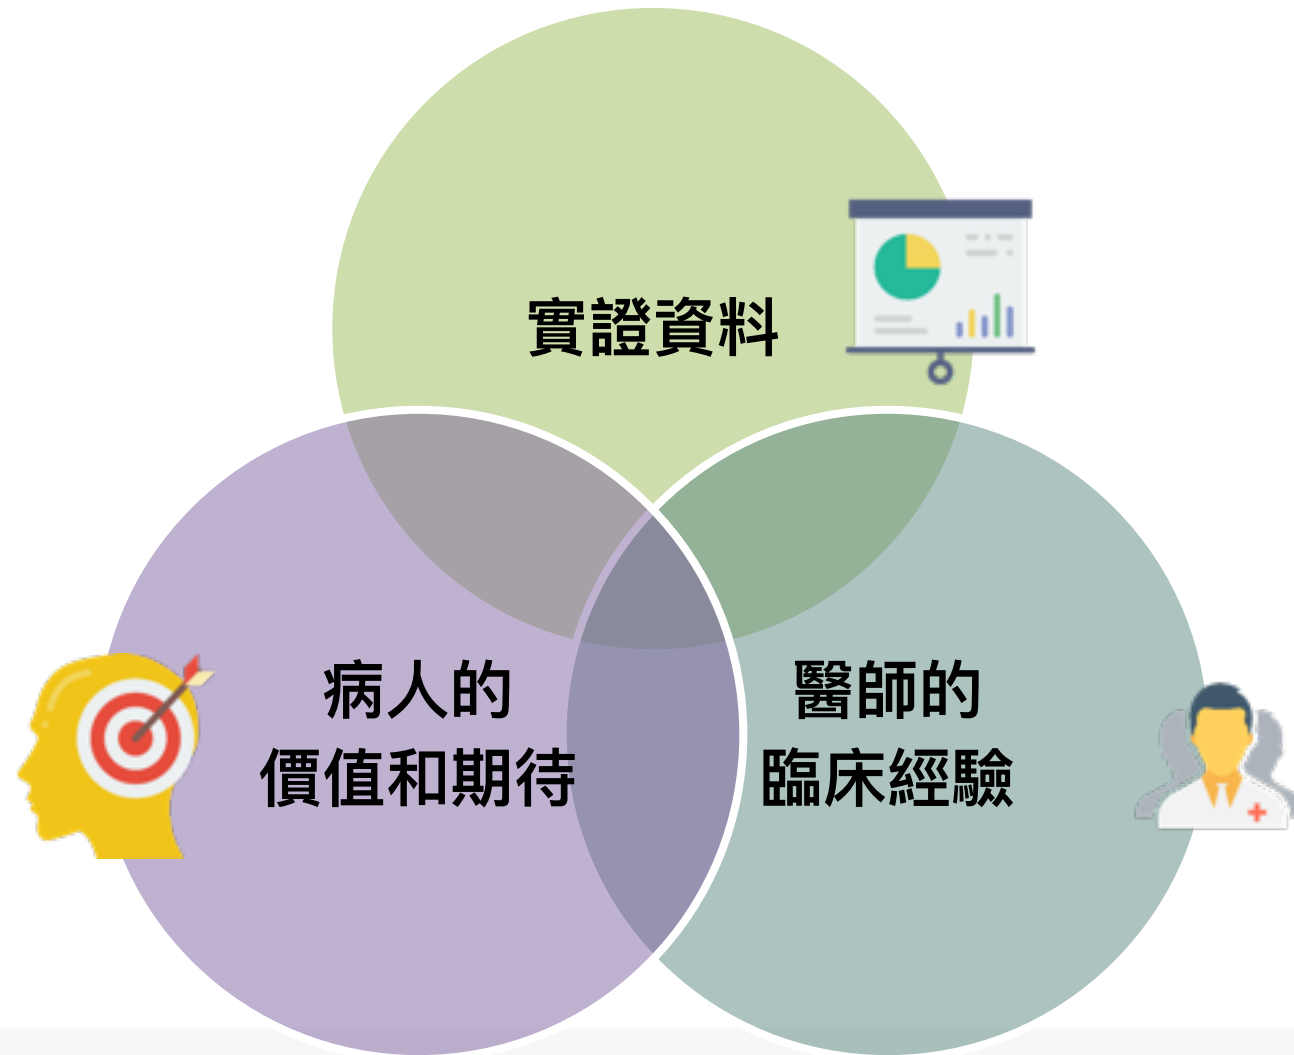 實證資料
病人的
價值和期待
醫師的
臨床經驗